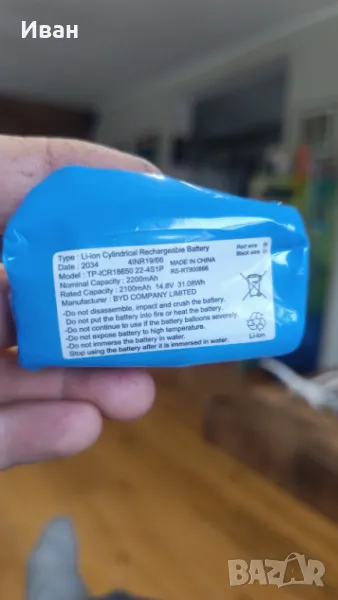 Иван
Type : Li-ion Cylindrical Rechargeable Battery
Date : 2034 4INR19/66 MADE IN CHINA
Model : TP-ICR18650 22-4S1P
Nominal Capacity : 2200mAh
Rated Capacity : 2100mAh 14.8V 31.08Wh
Manufacturer : BYD COMPANY LIMITED
Red wire
Black wire
-Do not disassemble, impact and crush the battery.
-Do not put the battery into fire or heat the battery.
-Do not continue to use if the battery balloons severely.
-Do not expose battery to high temperature.
-Do not immerse the battery in water.
Stop using the battery after it is immersed in water.
Li-ion
BAZAR